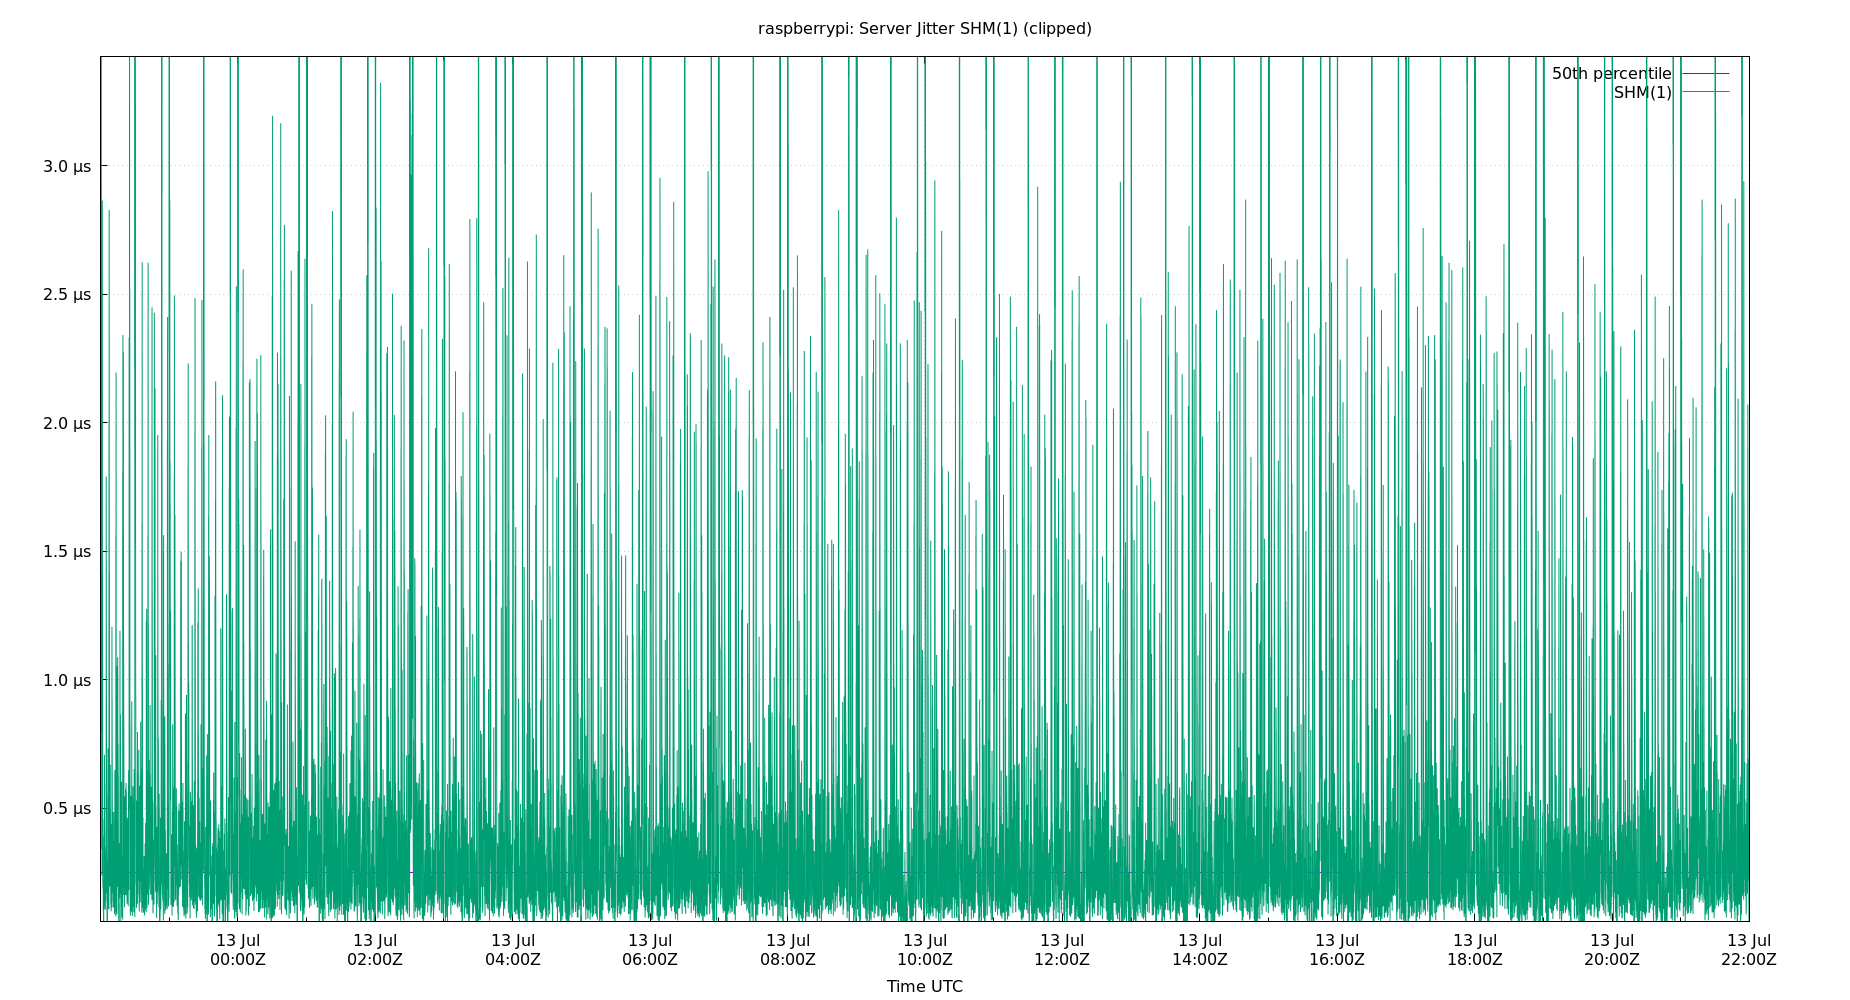 raspberrypi: Server Jitter SHM(1) (clipped)
50th percentile
SHM(1)
3.0 µs
2.5 µs
2.0 µs
1.5 µs
1.0 µs
0.5 µs
13 Jul 13 Jul 13 Jul 13 Jul 13 Jul 13 Jul 13 Jul 13 Jul 13 Jul 13 Jul 13 Jul 13 Jul
00:00Z 02:00Z 04:00Z 06:00Z 08:00Z 10:00Z 12:00Z 14:00Z 16:00Z 18:00Z 20:00Z 22:00Z
Time UTC